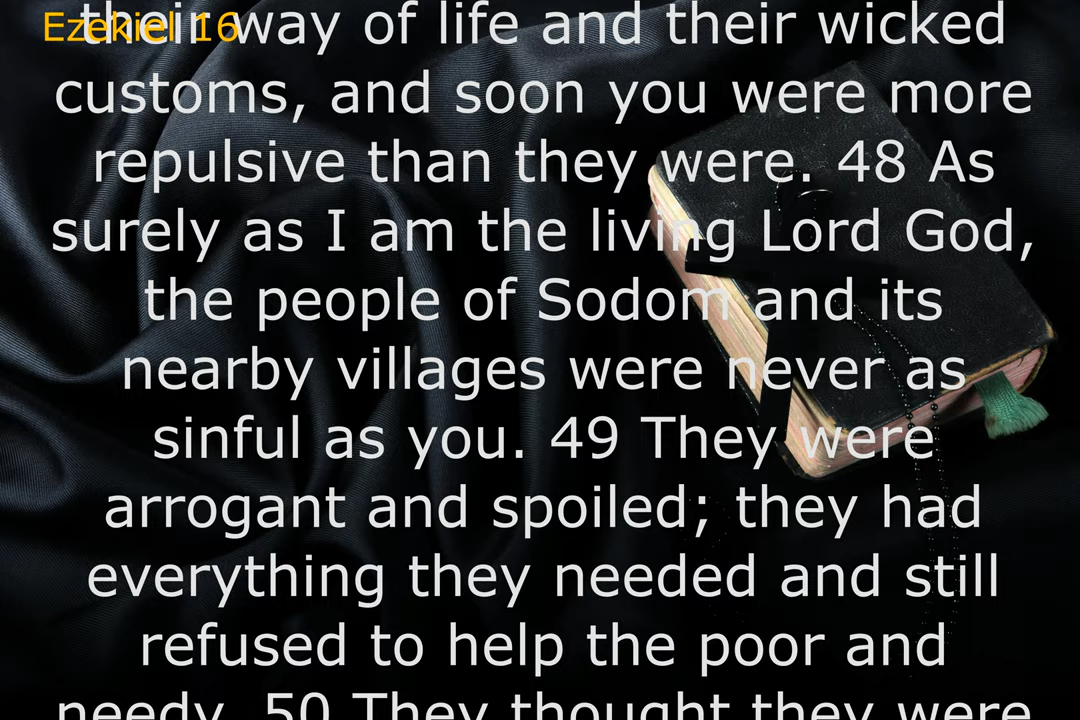 Ezekiel 16
their way of life and their wicked
customs, and soon you were more
repulsive than they were. 48 As
surely as I am the living Lord God,
the people of Sodom and its
nearby villages were never as
sinful as you. 49 They were
arrogant and spoiled; they had
everything they needed and still
refused to help the poor and
needy. 50 They thought they were